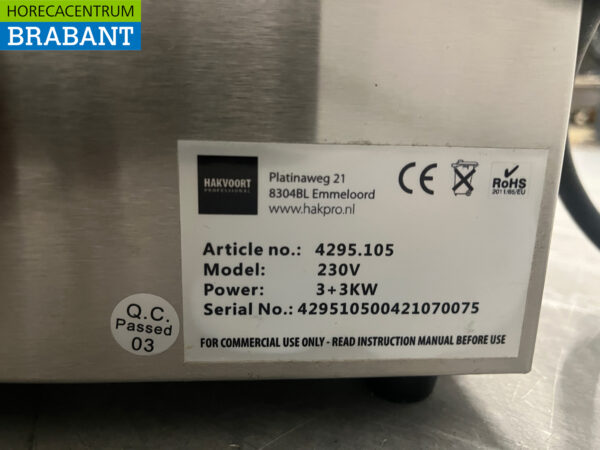 HORECACENTRUM
BRABANT
HAKVOORT
PROFESSIONAL
Platinaweg 21
8304BL Emmeloord
www.hakpro.nl
CE
RoHS
2011/65/EU
Article no.: 4295.105
Model: 230V
Power: 3+3KW
Serial No.: 429510500421070075
FOR COMMERCIAL USE ONLY - READ INSTRUCTION MANUAL BEFORE USE
Q.C.
Passed
03